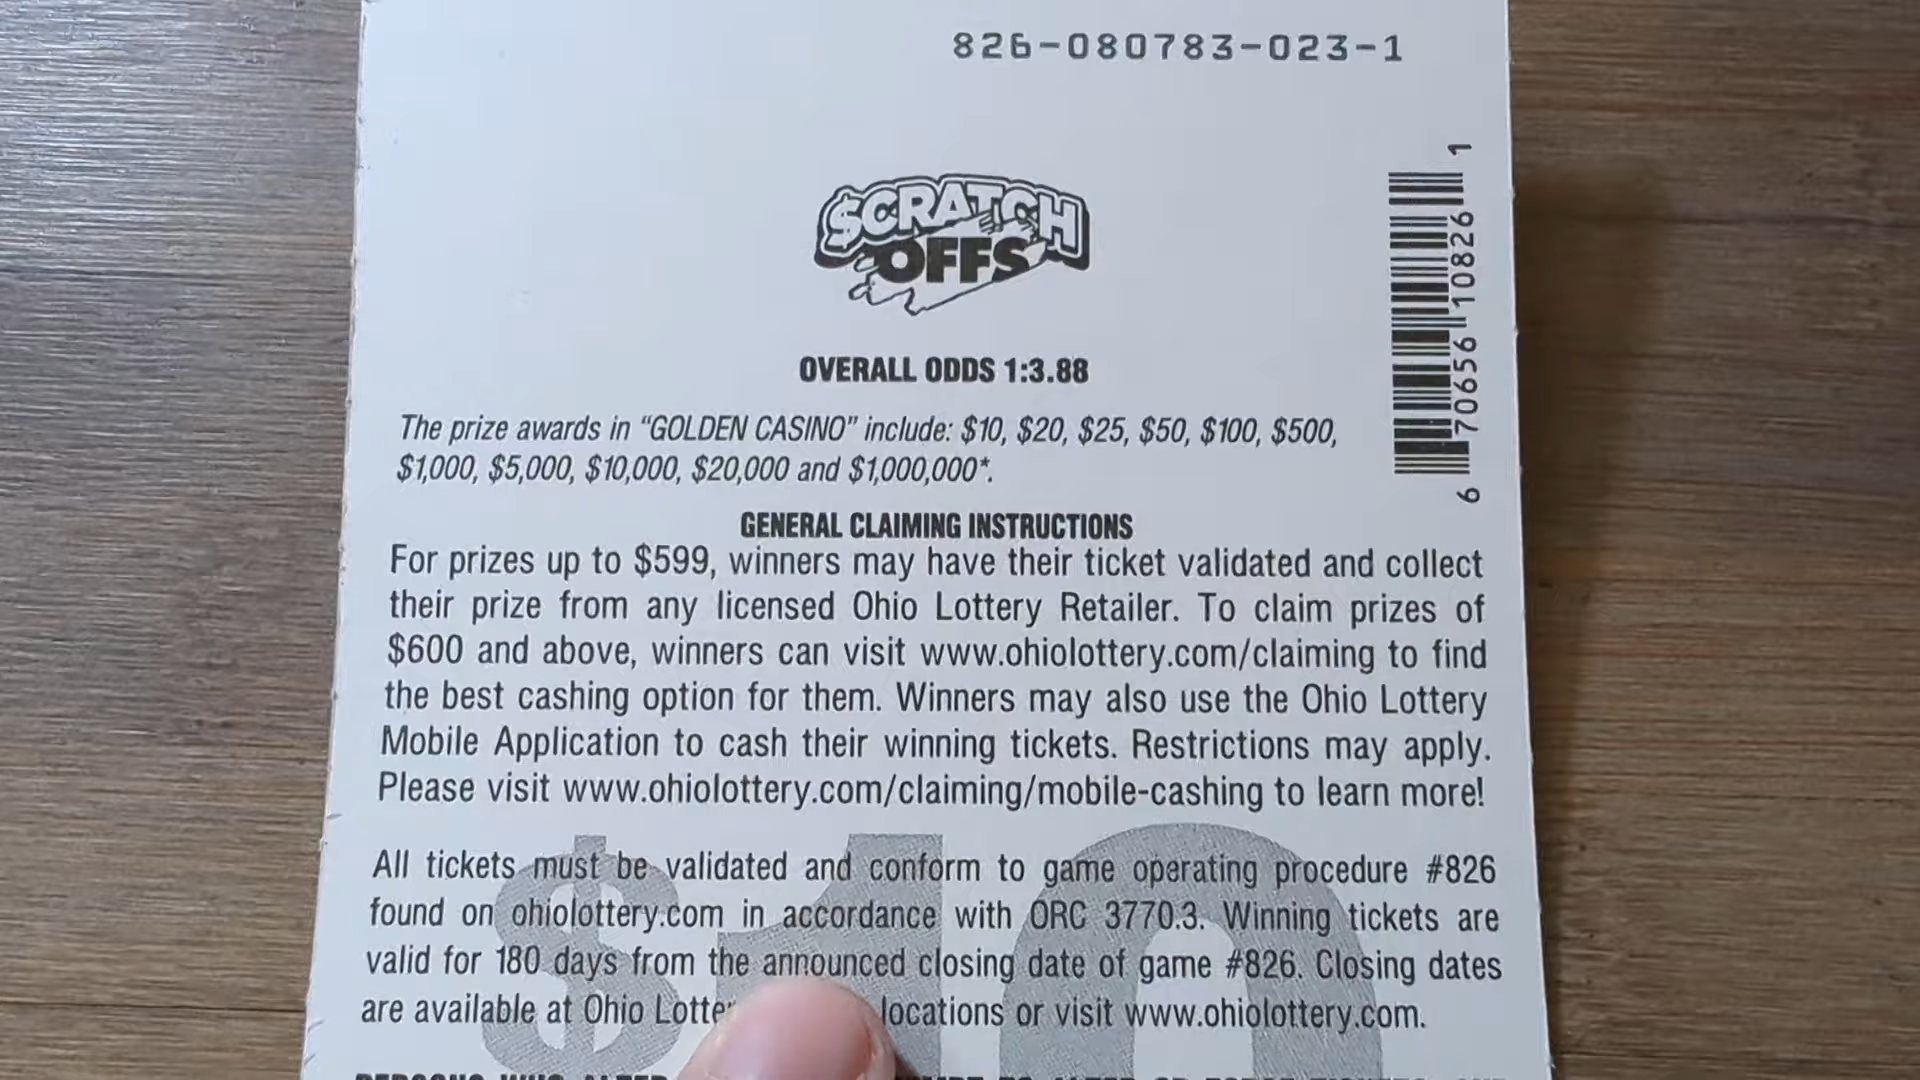 826-080783-023-1
$CRATCH
OFFS
6 70656 10826 1
OVERALL ODDS 1:3.88
The prize awards in “GOLDEN CASINO” include: $10, $20, $25, $50, $100, $500,
$1,000, $5,000, $10,000, $20,000 and $1,000,000*.
GENERAL CLAIMING INSTRUCTIONS
For prizes up to $599, winners may have their ticket validated and collect
their prize from any licensed Ohio Lottery Retailer. To claim prizes of
$600 and above, winners can visit www.ohiolottery.com/claiming to find
the best cashing option for them. Winners may also use the Ohio Lottery
Mobile Application to cash their winning tickets. Restrictions may apply.
Please visit www.ohiolottery.com/claiming/mobile-cashing to learn more!
$10
All tickets must be validated and conform to game operating procedure #826
found on ohiolottery.com in accordance with ORC 3770.3. Winning tickets are
valid for 180 days from the announced closing date of game #826. Closing dates
are available at Ohio locations or visit www.ohiolottery.com.